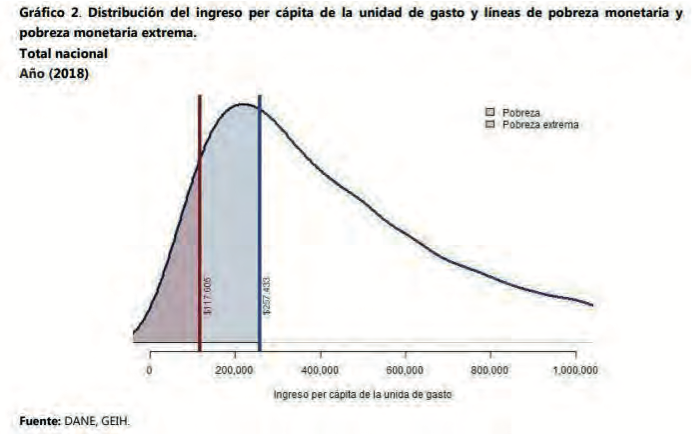 Gráfico 2. Distribución del ingreso per cápita de la unidad de gasto y líneas de pobreza monetaria y
pobreza monetaria extrema.
Total nacional
Año (2018)
Pobreza
Pobreza extrema
$117.605
$257.433
0
200,000
400,000
600,000
800,000
1,000,000
Ingreso per cápita de la unida de gasto
Fuente: DANE, GEIH.